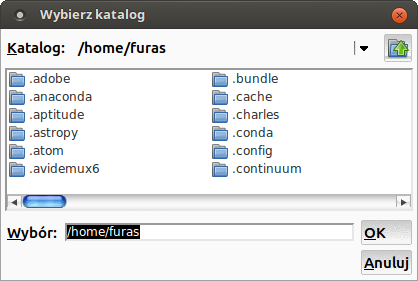 Wybierz katalog
Katalog: /home/furas
.adobe .bundle
.anaconda .cache
.aptitude .charles
.astropy .conda
.atom .config
.avidemux6 .continuum
Wybór: /home/furas OK
Anuluj